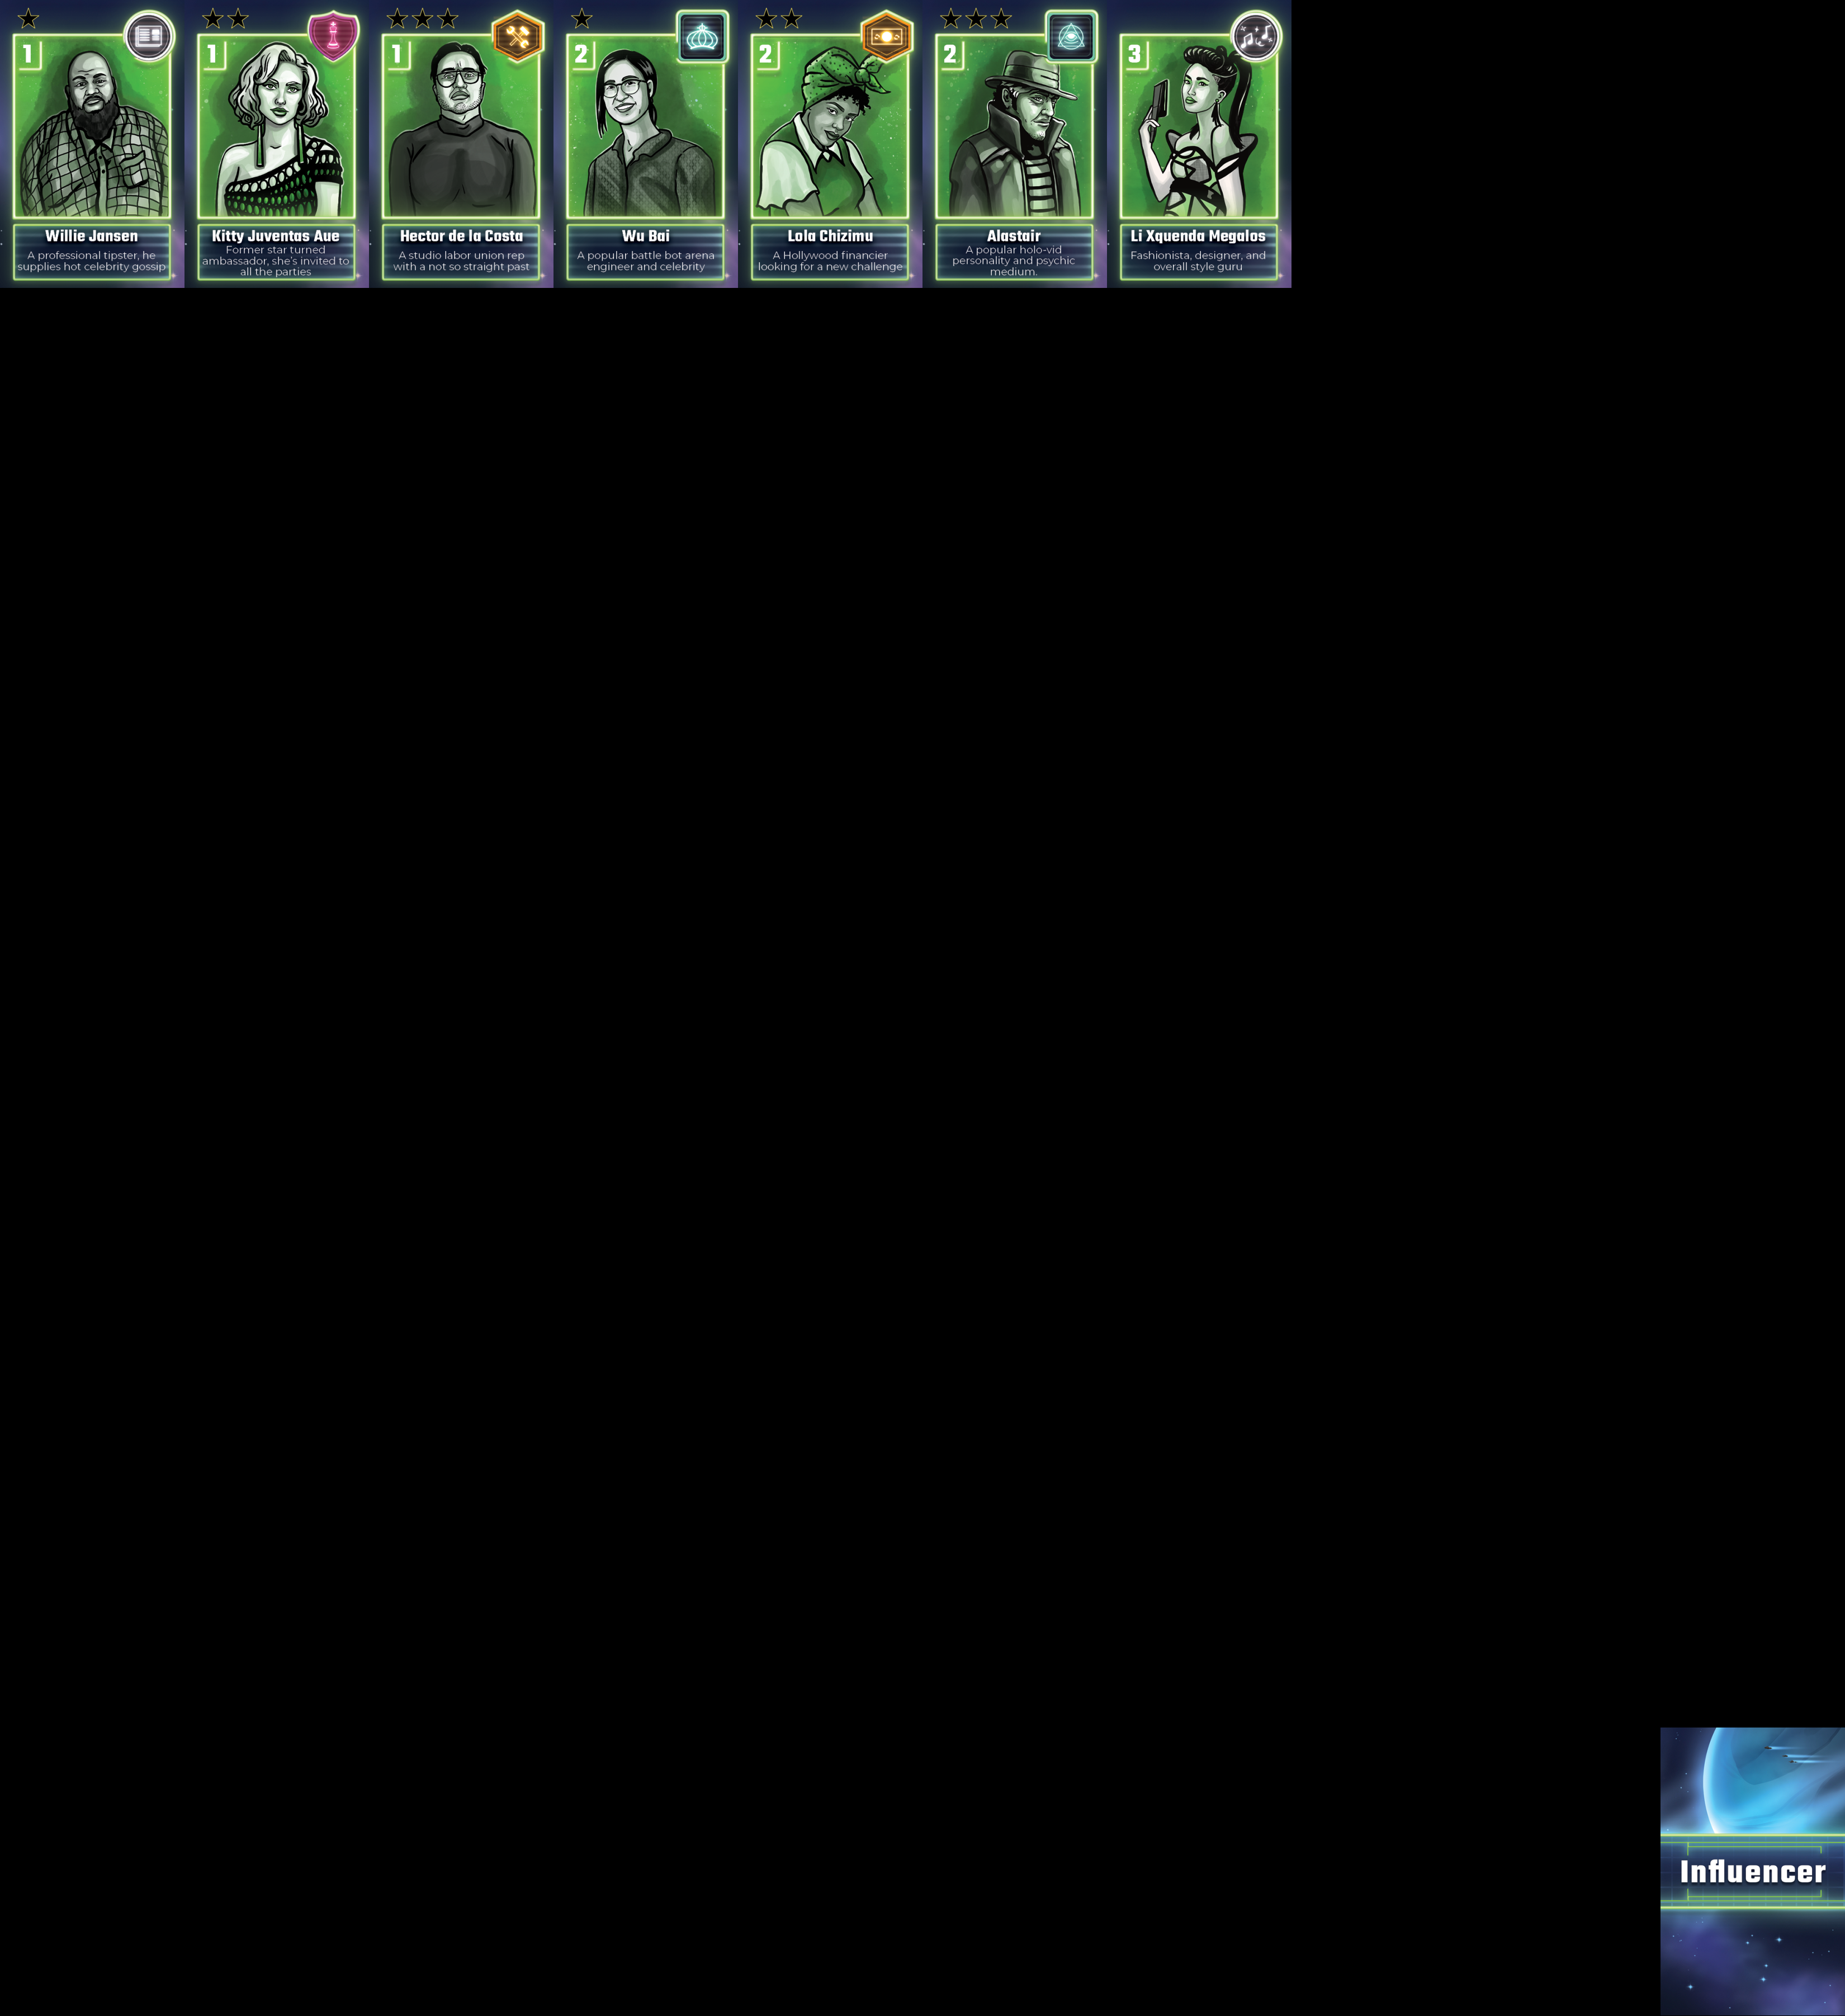 1
Willie Jansen
A professional tipster, he
supplies hot celebrity gossip
1
Kitty Juventas Aue
Former star turned
ambassador, she's invited to
all the parties
1
Hector de la Costa
A studio labor union rep
with a not so straight past
2
Wu Bai
A popular battle bot arena
engineer and celebrity
2
Lola Chizimu
A Hollywood financier
looking for a new challenge
2
Alastair
A popular holo-vid
personality and psychic
medium.
3
Li Xquenda Megalos
Fashionista, designer, and
overall style guru
Influencer